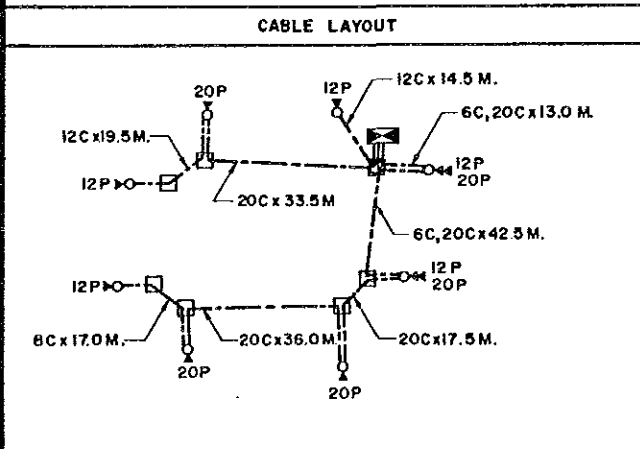 CABLE LAYOUT
20P
12P
12C x 14.5 M.
6C, 20C x 13.0 M.
12C x 19.5 M.
12P
20P
12P
20C x 33.5 M
6C, 20C x 42.5 M.
12P
12P
20P
8C x 17.0 M.
20C x 36.0 M.
20C x 17.5 M.
20P
20P